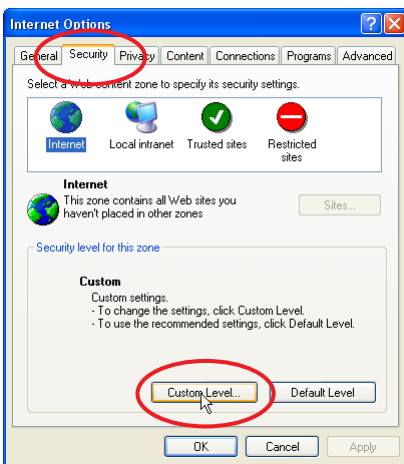 Internet Options
General Security Privacy Content Connections Programs Advanced
Select a Web content zone to specify its security settings.
Internet Local intranet Trusted sites Restricted sites
Internet
This zone contains all Web sites you
haven't placed in other zones
Sites...
Security level for this zone
Custom
Custom settings.
- To change the settings, click Custom Level.
- To use the recommended settings, click Default Level.
Custom Level... Default Level
OK Cancel Apply